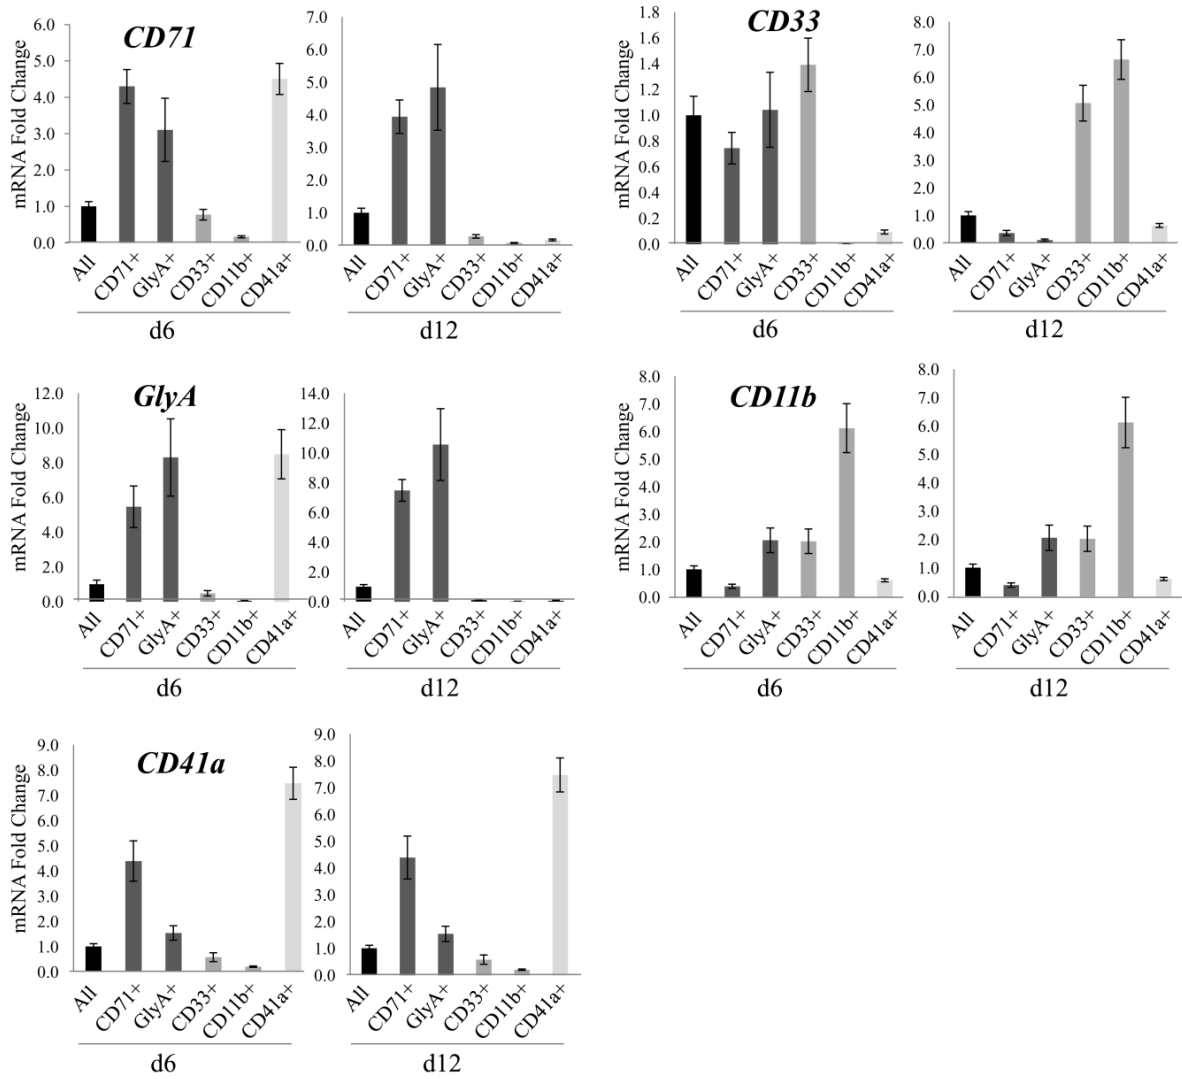 CD71
mRNA Fold Change
6.0
5.0
4.0
3.0
2.0
1.0
0.0
All
CD71+
GlyA+
CD33+
CD11b+
CD41a+
d6
7.0
6.0
5.0
4.0
3.0
2.0
1.0
0.0
All
CD71+
GlyA+
CD33+
CD11b+
CD41a+
d12
CD33
mRNA Fold Change
1.8
1.6
1.4
1.2
1.0
0.8
0.6
0.4
0.2
0.0
All
CD71+
GlyA+
CD33+
CD11b+
CD41a+
d6
8.0
7.0
6.0
5.0
4.0
3.0
2.0
1.0
0.0
All
CD71+
GlyA+
CD33+
CD11b+
CD41a+
d12
GlyA
mRNA Fold Change
12.0
10.0
8.0
6.0
4.0
2.0
0.0
All
CD71+
GlyA+
CD33+
CD11b+
CD41a+
d6
14.0
12.0
10.0
8.0
6.0
4.0
2.0
0.0
All
CD71+
GlyA+
CD33+
CD11b+
CD41a+
d12
CD11b
mRNA Fold Change
8.0
7.0
6.0
5.0
4.0
3.0
2.0
1.0
0.0
All
CD71+
GlyA+
CD33+
CD11b+
CD41a+
d6
8.0
7.0
6.0
5.0
4.0
3.0
2.0
1.0
0.0
All
CD71+
GlyA+
CD33+
CD11b+
CD41a+
d12
CD41a
mRNA Fold Change
9.0
8.0
7.0
6.0
5.0
4.0
3.0
2.0
1.0
0.0
All
CD71+
GlyA+
CD33+
CD11b+
CD41a+
d6
9.0
8.0
7.0
6.0
5.0
4.0
3.0
2.0
1.0
0.0
All
CD71+
GlyA+
CD33+
CD11b+
CD41a+
d12